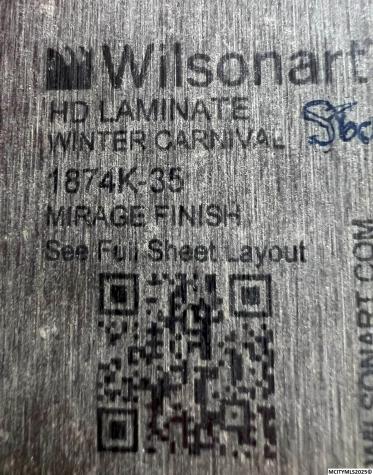 Wilsonart
HD LAMINATE
WINTER CARNIVAL
1874K-35
MIRAGE FINISH
See Full Sheet Layout
WILSONART.COM
MCITYMLS2025©